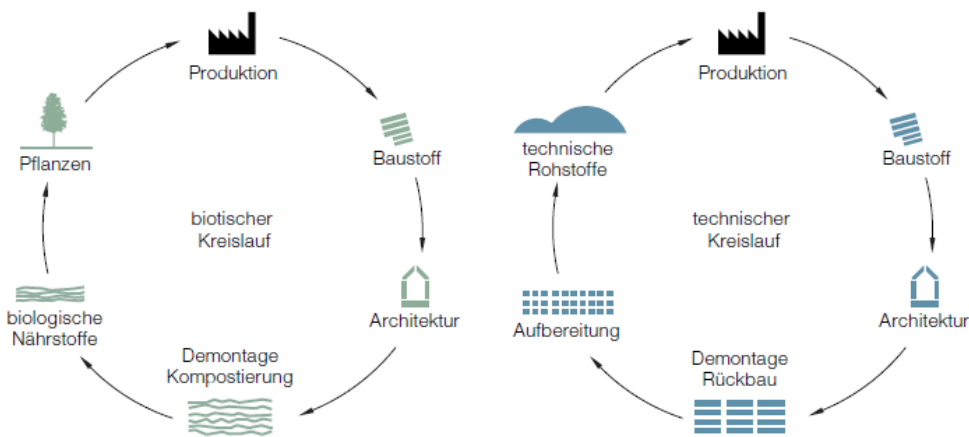 Produktion
Baustoff
Architektur
Demontage
Kompostierung
biologische
Nährstoffe
Pflanzen
biotischer
Kreislauf
Produktion
Baustoff
Architektur
Demontage
Rückbau
Aufbereitung
technische
Rohstoffe
technischer
Kreislauf